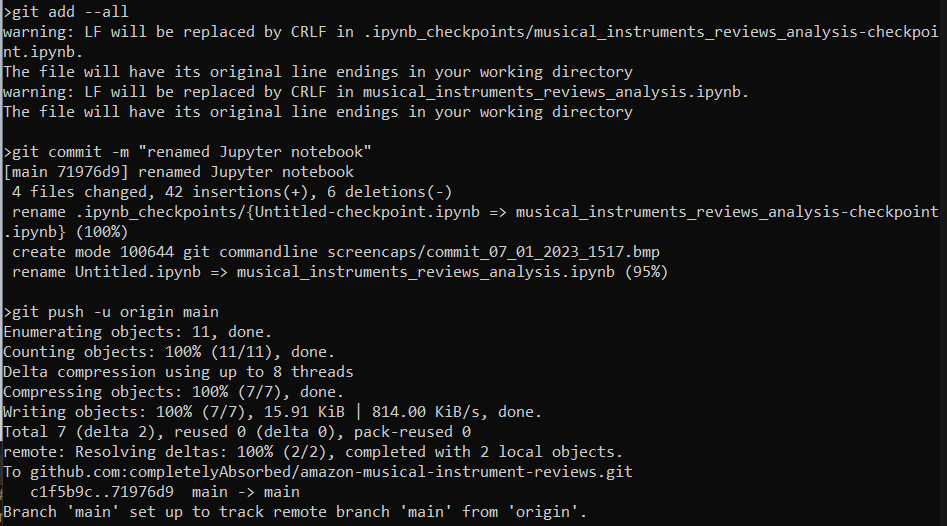 >git add --all
warning: LF will be replaced by CRLF in .ipynb_checkpoints/musical_instruments_reviews_analysis-checkpoi
nt.ipynb.
The file will have its original line endings in your working directory
warning: LF will be replaced by CRLF in musical_instruments_reviews_analysis.ipynb.
The file will have its original line endings in your working directory
>git commit -m "renamed Jupyter notebook"
[main 71976d9] renamed Jupyter notebook
 4 files changed, 42 insertions(+), 6 deletions(-)
 rename .ipynb_checkpoints/{Untitled-checkpoint.ipynb => musical_instruments_reviews_analysis-checkpoint
.ipynb} (100%)
 create mode 100644 git commandline screencaps/commit_07_01_2023_1517.bmp
 rename Untitled.ipynb => musical_instruments_reviews_analysis.ipynb (95%)
>git push -u origin main
Enumerating objects: 11, done.
Counting objects: 100% (11/11), done.
Delta compression using up to 8 threads
Compressing objects: 100% (7/7), done.
Writing objects: 100% (7/7), 15.91 KiB | 814.00 KiB/s, done.
Total 7 (delta 2), reused 0 (delta 0), pack-reused 0
remote: Resolving deltas: 100% (2/2), completed with 2 local objects.
To github.com:completelyAbsorbed/amazon-musical-instrument-reviews.git
   c1f5b9c..71976d9  main -> main
Branch 'main' set up to track remote branch 'main' from 'origin'.